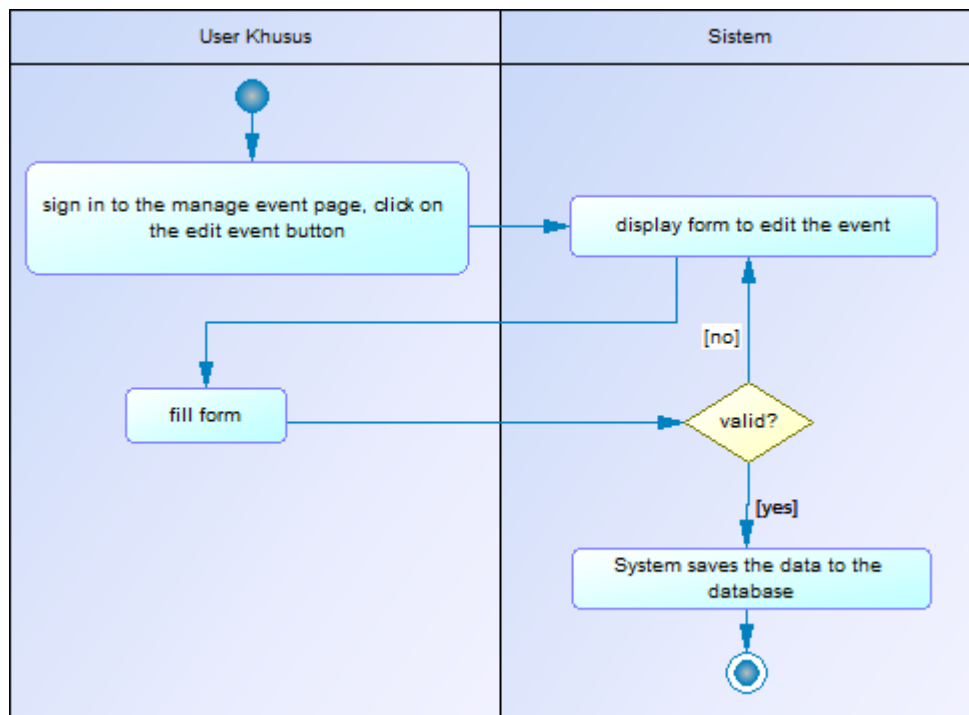 User Khusus
Sistem
sign in to the manage event page, click on
the edit event button
display form to edit the event
[no]
fill form
valid?
[yes]
System saves the data to the
database